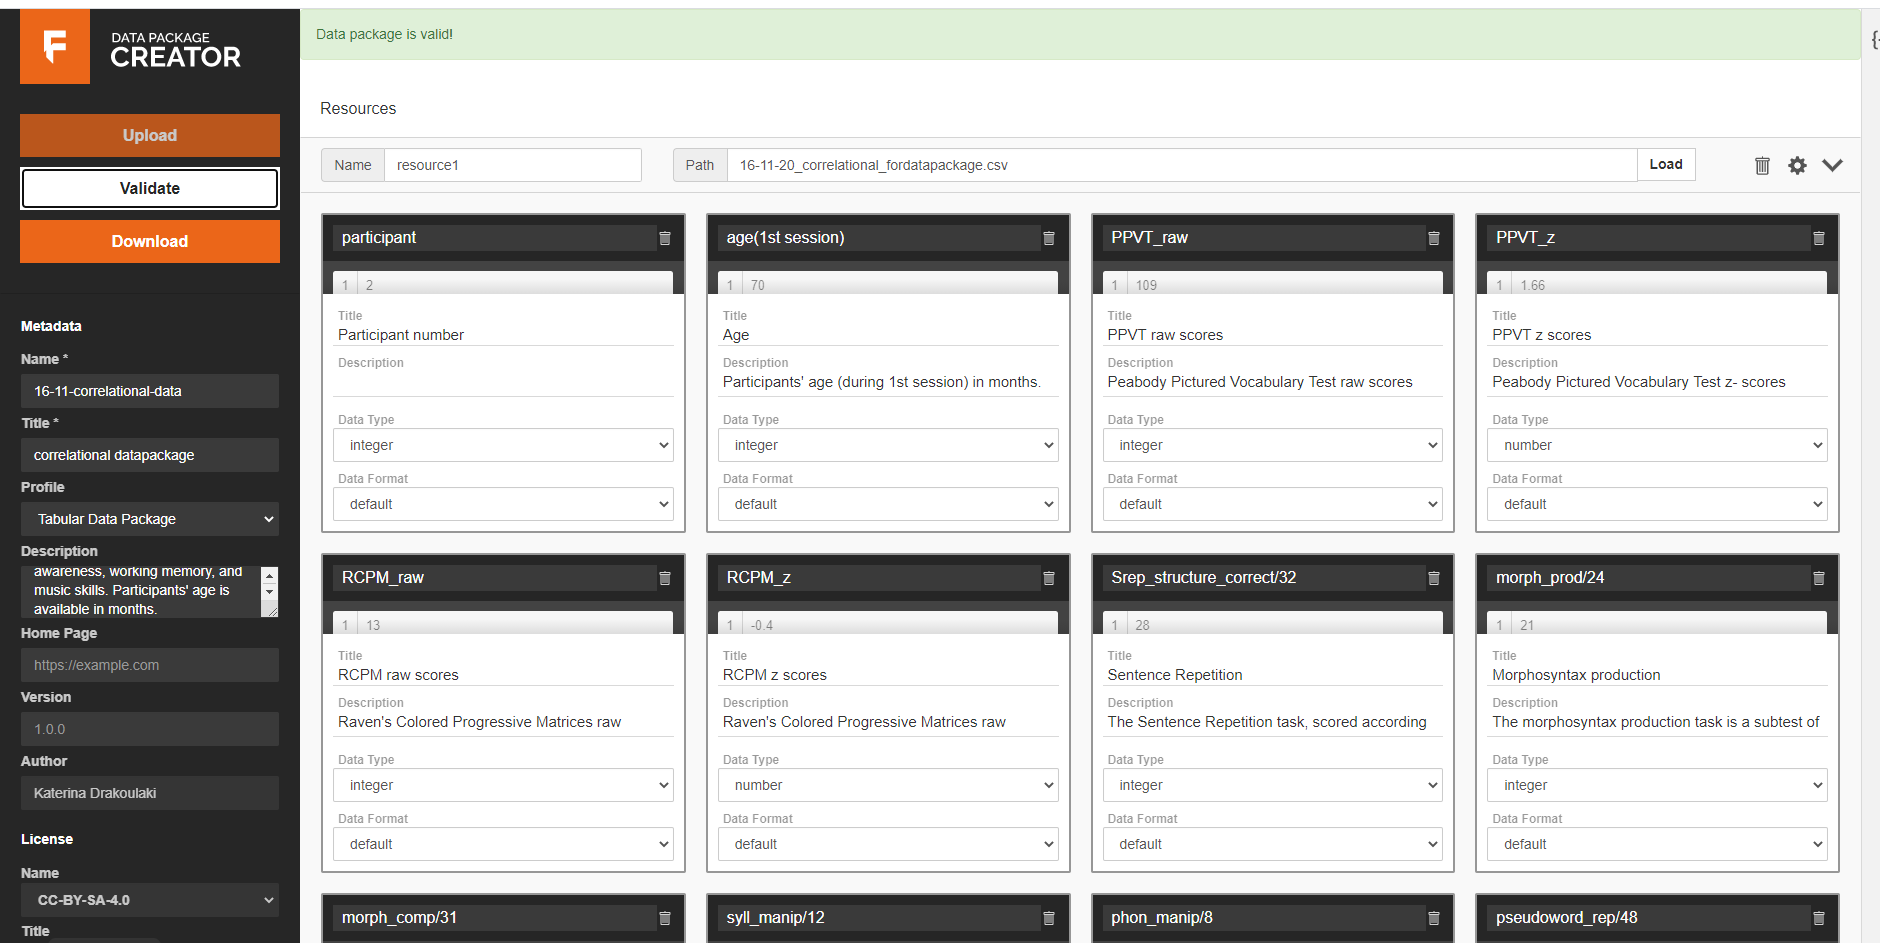 DATA PACKAGE
CREATOR
Upload
Validate
Download
Metadata
Name *
16-11-correlational-data
Title *
correlational datapackage
Profile
Tabular Data Package
Description
awareness, working memory, and
music skills. Participants' age is
available in months.
Home Page
https://example.com
Version
1.0.0
Author
Katerina Drakoulaki
License
Name
CC-BY-SA-4.0
Title
Data package is valid!
{
Resources
Name resource1 Path 16-11-20_correlational_fordatapackage.csv Load
participant
1 2
Title
Participant number
Description
Data Type
integer
Data Format
default
age(1st session)
1 70
Title
Age
Description
Participants' age (during 1st session) in months.
Data Type
integer
Data Format
default
PPVT_raw
1 109
Title
PPVT raw scores
Description
Peabody Pictured Vocabulary Test raw scores
Data Type
integer
Data Format
default
PPVT_z
1 1.66
Title
PPVT z scores
Description
Peabody Pictured Vocabulary Test z- scores
Data Type
number
Data Format
default
RCPM_raw
1 13
Title
RCPM raw scores
Description
Raven's Colored Progressive Matrices raw
Data Type
integer
Data Format
default
RCPM_z
1 -0.4
Title
RCPM z scores
Description
Raven's Colored Progressive Matrices raw
Data Type
number
Data Format
default
Srep_structure_correct/32
1 28
Title
Sentence Repetition
Description
The Sentence Repetition task, scored according
Data Type
integer
Data Format
default
morph_prod/24
1 21
Title
Morphosyntax production
Description
The morphosyntax production task is a subtest of
Data Type
integer
Data Format
default
morph_comp/31
syll_manip/12
phon_manip/8
pseudoword_rep/48